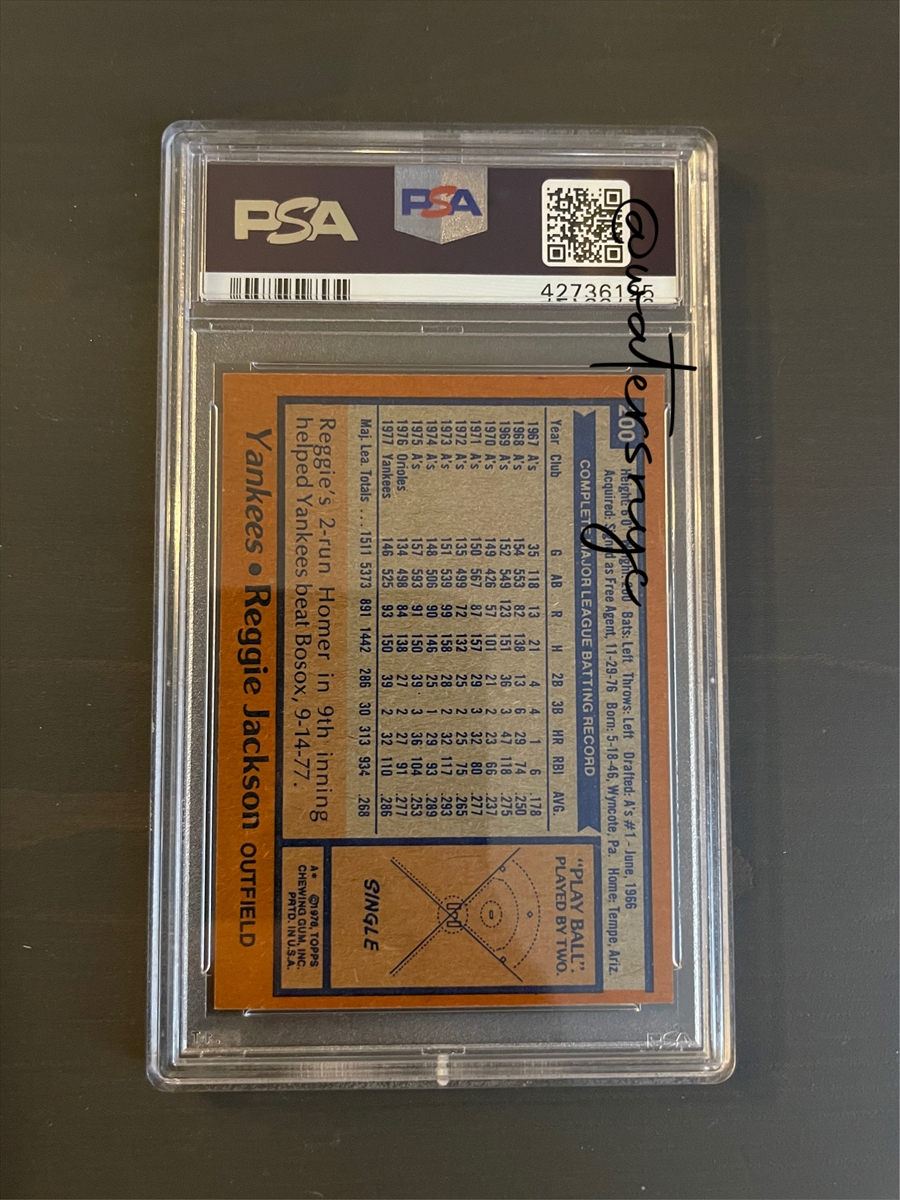 PSA
PSA
42736195
@watersnyc
200
Bats: Left Throws: Left Drafted: A's #1 - June, 1966
Acquired: Signed as Free Agent, 11-29-76 Born: 5-18-46, Wyncote, Pa. Home: Tempe, Ariz.
COMPLETE MAJOR LEAGUE BATTING RECORD
Year Club G AB R H 2B 3B HR RBI AVG.
1967 A's 35 118 13 21 4 4 1 6 .178
1968 A's 154 553 82 138 13 6 29 74 .250
1969 A's 152 549 123 151 36 3 47 118 .275
1970 A's 149 426 57 101 21 2 23 66 .237
1971 A's 150 567 87 157 29 3 32 80 .277
1972 A's 135 499 72 132 25 2 25 75 .265
1973 A's 151 539 99 158 28 2 32 117 .293
1974 A's 148 506 90 146 25 1 29 93 .289
1975 A's 157 593 91 150 39 3 36 104 .253
1976 Orioles 134 498 84 138 27 2 27 91 .277
1977 Yankees 146 525 93 150 39 2 32 110 .286
Maj. Lea. Totals ... 1511 5373 891 1442 286 30 313 934 .268
Reggie's 2-run Homer in 9th inning
helped Yankees beat Bosox, 9-14-77.
"PLAY BALL"
PLAYED BY TWO.
SINGLE
A* ©1978, TOPPS
CHEWING GUM, INC.
PRTD. IN U.S.A.
Yankees • Reggie Jackson OUTFIELD
PSA